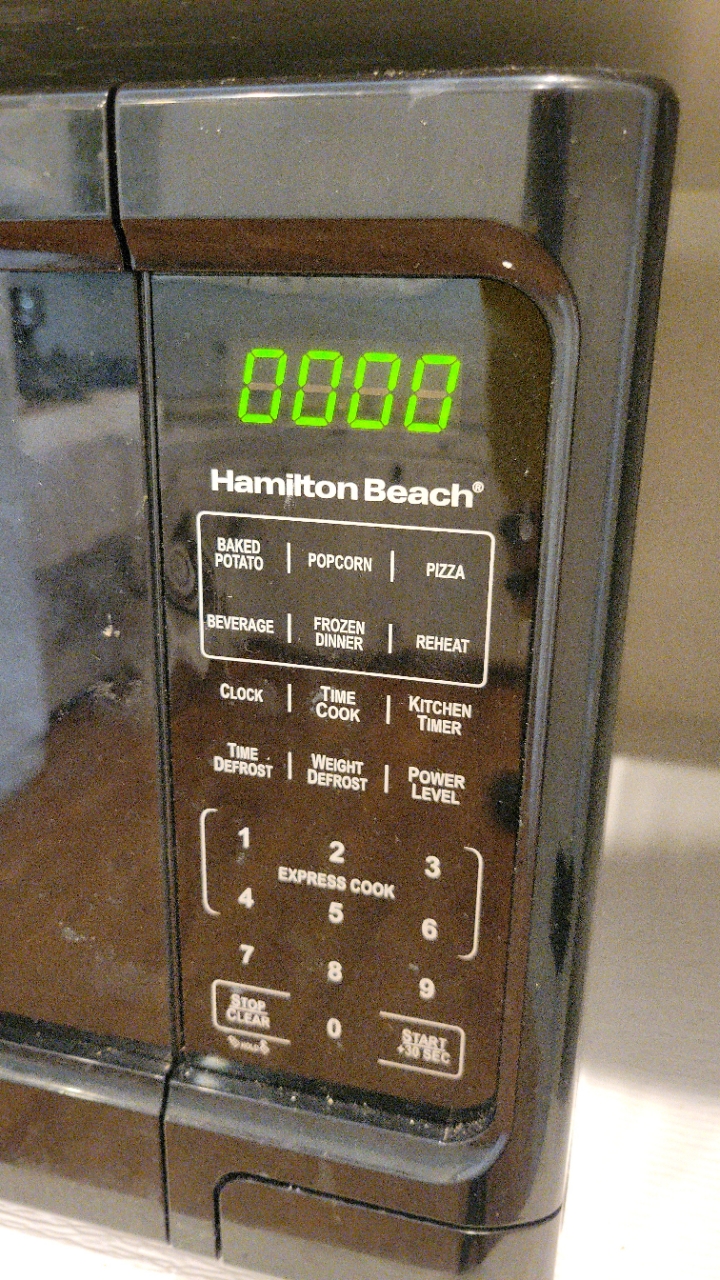 0000
Hamilton Beach®
BAKED POTATO | POPCORN | PIZZA
BEVERAGE | FROZEN DINNER | REHEAT
CLOCK | TIME COOK | KITCHEN TIMER
TIME DEFROST | WEIGHT DEFROST | POWER LEVEL
1 2 3
EXPRESS COOK
4 5 6
7 8 9
STOP CLEAR 0 START +30 SEC